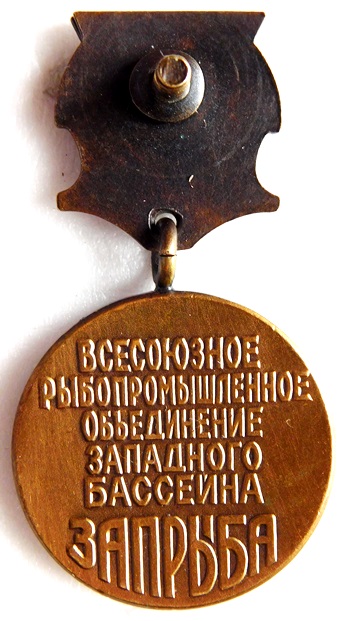 ВСЕСОЮЗНОЕ
РЫБОПРОМЫШЛЕННОЕ
ОБЪЕДИНЕНИЕ
ЗАПАДНОГО
БАССЕЙНА
ЗАПРЫБА